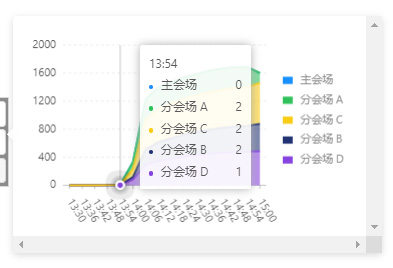 2000
1600
1200
800
400
0
13:54
主会场 0
分会场 A 2
分会场 C 2
分会场 B 2
分会场 D 1
主会场
分会场 A
分会场 C
分会场 B
分会场 D
13:30
13:36
13:42
13:48
13:54
14:00
14:06
14:12
14:18
14:24
14:30
14:36
14:42
14:48
14:54
15:00